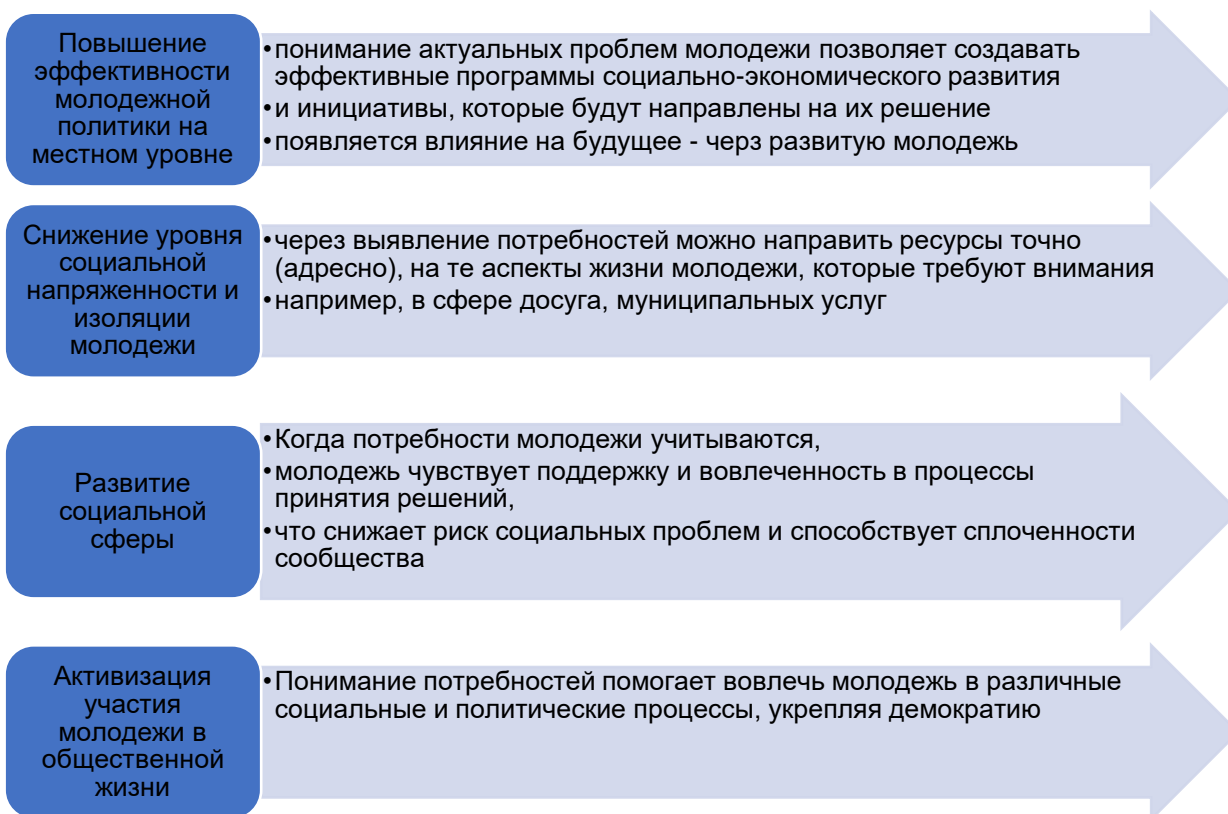 Повышение
эффективности
молодежной
политики на
местном уровне
•понимание актуальных проблем молодежи позволяет создавать
эффективные программы социально-экономического развития
•и инициативы, которые будут направлены на их решение
•появляется влияние на будущее - черз развитую молодежь
Снижение уровня
социальной
напряженности и
изоляции
молодежи
•через выявление потребностей можно направить ресурсы точно
(адресно), на те аспекты жизни молодежи, которые требуют внимания
•например, в сфере досуга, муниципальных услуг
Развитие
социальной
сферы
•Когда потребности молодежи учитываются,
•молодежь чувствует поддержку и вовлеченность в процессы
принятия решений,
•что снижает риск социальных проблем и способствует сплоченности
сообщества
Активизация
участия
молодежи в
общественной
жизни
•Понимание потребностей помогает вовлечь молодежь в различные
социальные и политические процессы, укрепляя демократию